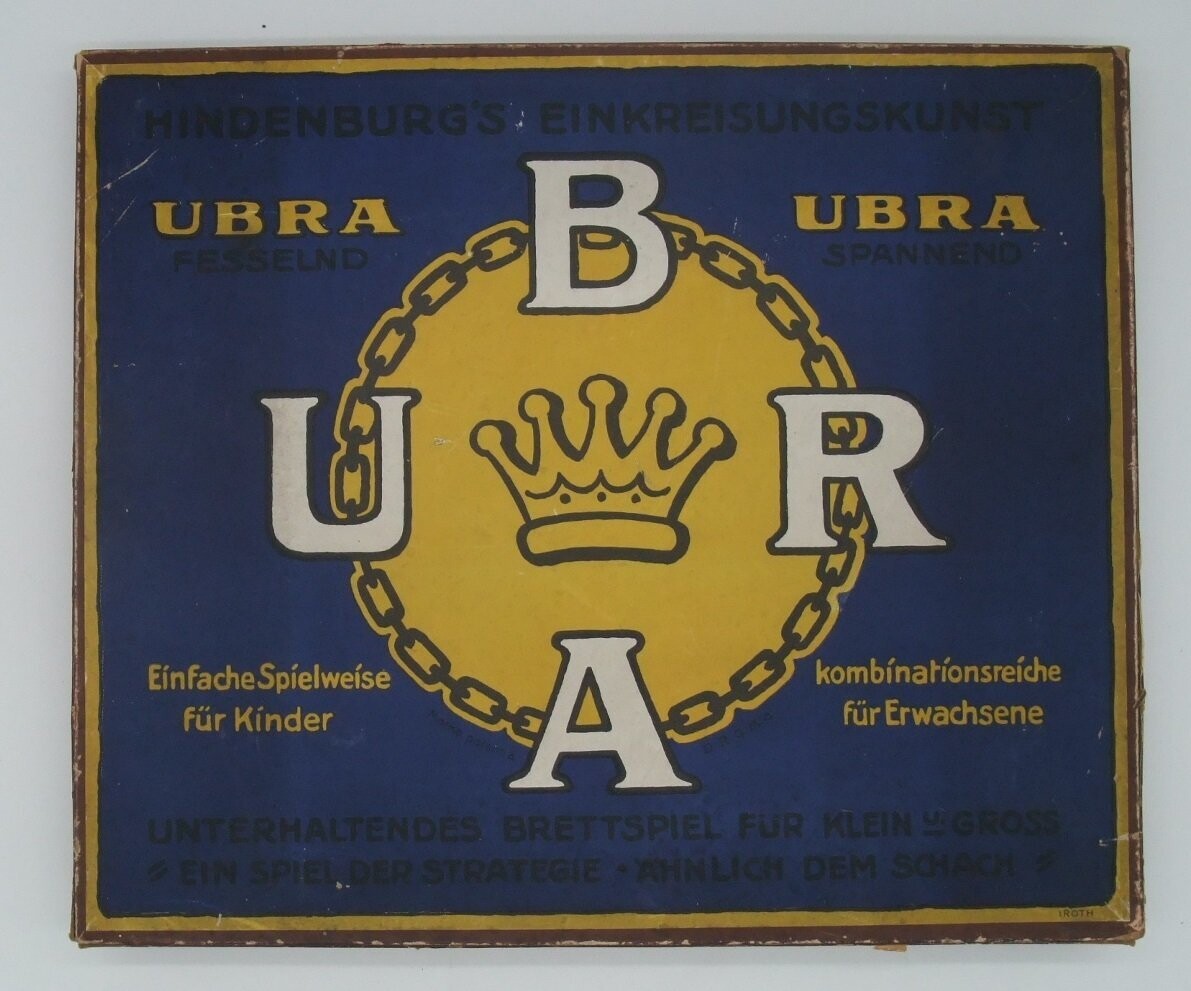 HINDENBURG'S EINKREISUNGSKUNST
UBRA
FESSELND
UBRA
SPANNEND
B
U
R
A
Einfache Spielweise
für Kinder
kombinationsreiche
für Erwachsene
UNTERHALTENDES BRETTSPIEL FÜR KLEIN U. GROSS
EIN SPIEL DER STRATEGIE • ÄHNLICH DEM SCHACH
IROTH